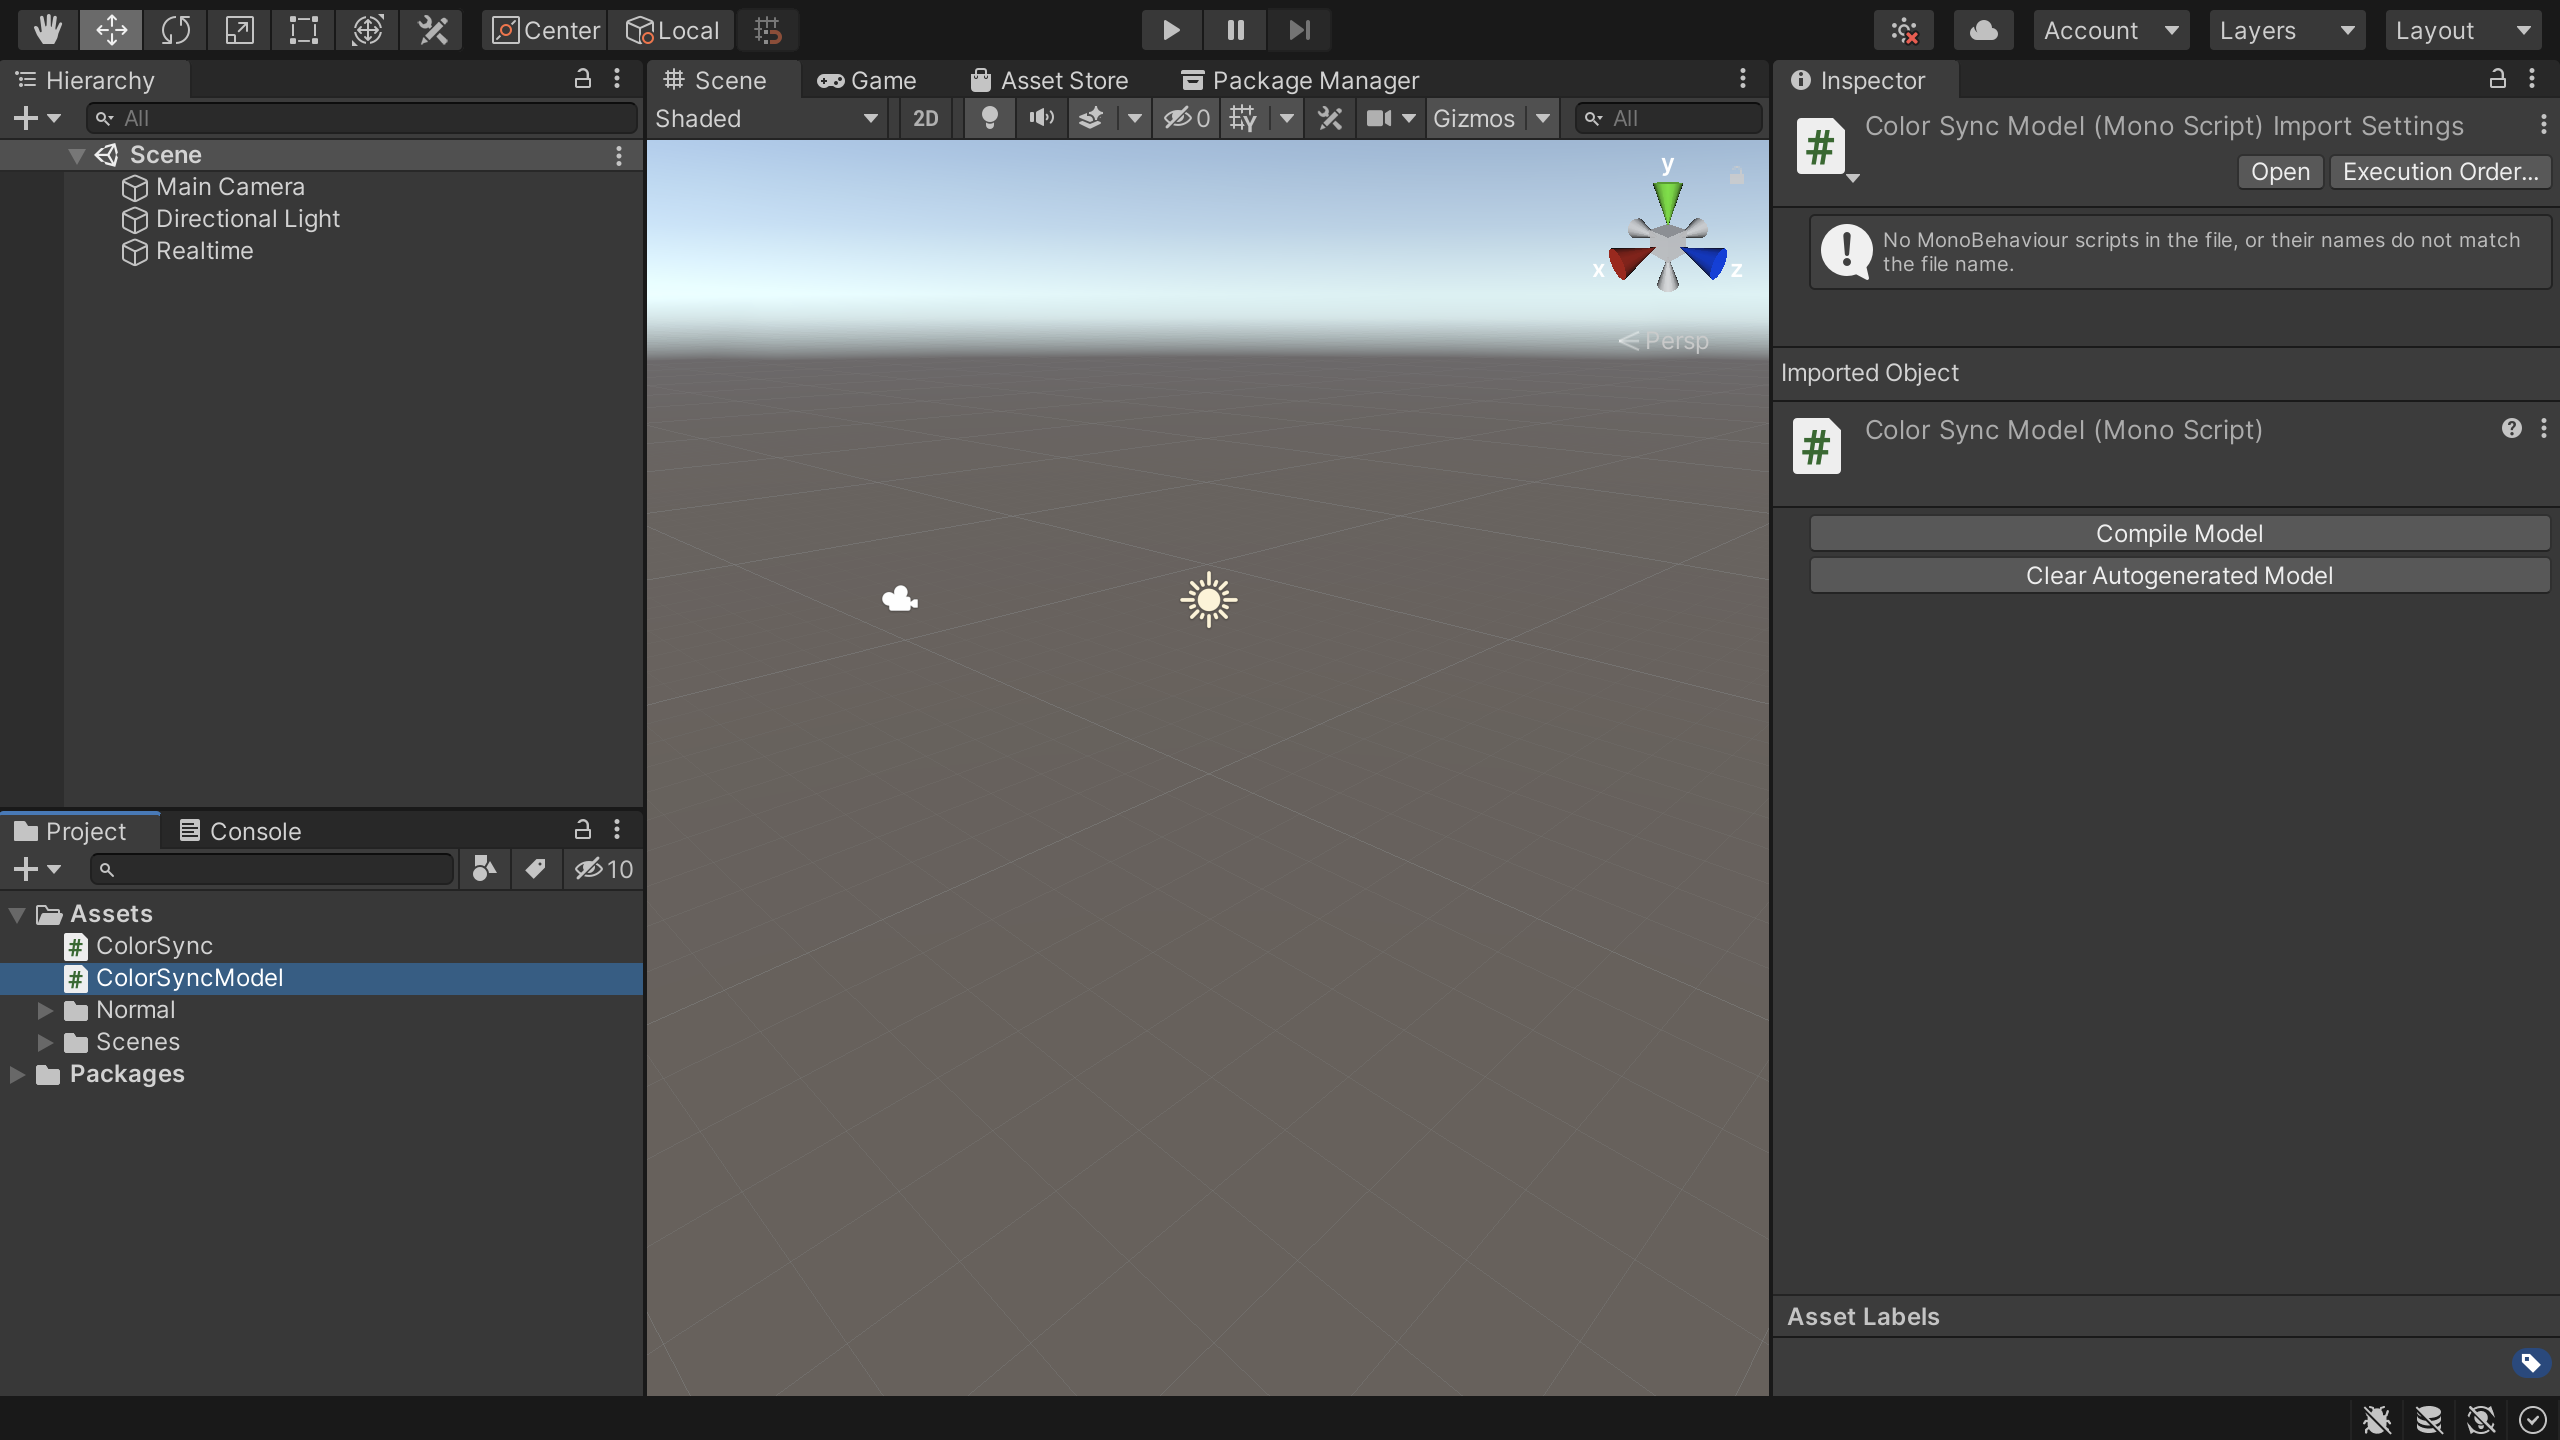 Center
Local
Account
Layers
Layout
Hierarchy
All
Scene
Main Camera
Directional Light
Realtime
Scene
Game
Asset Store
Package Manager
Shaded
2D
0
Gizmos
All
y
x
z
Persp
Project
Console
10
Assets
ColorSync
ColorSyncModel
Normal
Scenes
Packages
Inspector
Color Sync Model (Mono Script) Import Settings
Open
Execution Order...
No MonoBehaviour scripts in the file, or their names do not match
the file name.
Imported Object
Color Sync Model (Mono Script)
Compile Model
Clear Autogenerated Model
Asset Labels